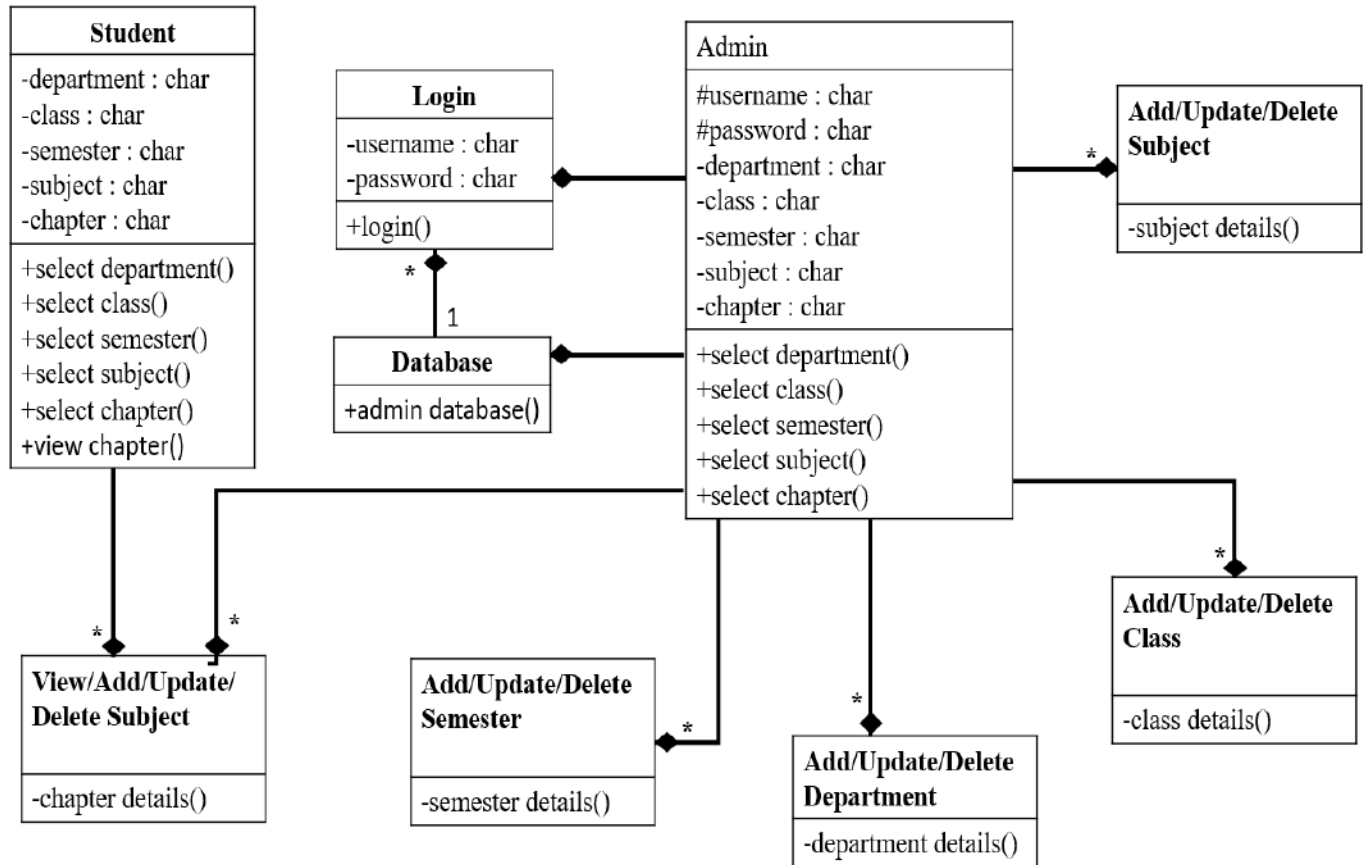 Student
-department : char
-class : char
-semester : char
-subject : char
-chapter : char
+select department()
+select class()
+select semester()
+select subject()
+select chapter()
+view chapter()
Login
-username : char
-password : char
+login()
*
1
Database
+admin database()
Admin
#username : char
#password : char
-department : char
-class : char
-semester : char
-subject : char
-chapter : char
+select department()
+select class()
+select semester()
+select subject()
+select chapter()
*
Add/Update/Delete
Subject
-subject details()
*
*
View/Add/Update/
Delete Subject
-chapter details()
Add/Update/Delete
Semester
*
-semester details()
*
Add/Update/Delete
Department
-department details()
*
Add/Update/Delete
Class
-class details()